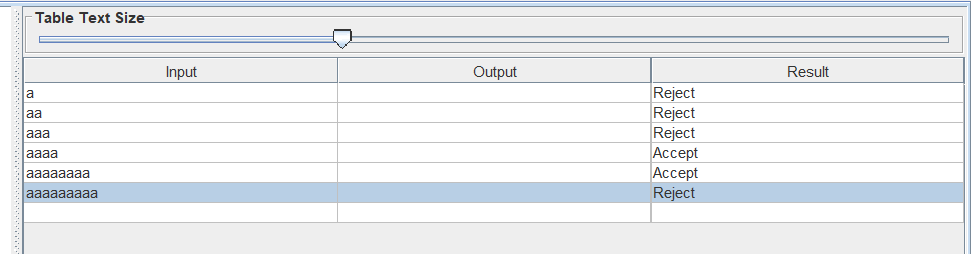 Table Text Size
Input Output Result
a Reject
aa Reject
aaa Reject
aaaa Accept
aaaaaaaa Accept
aaaaaaaaa Reject